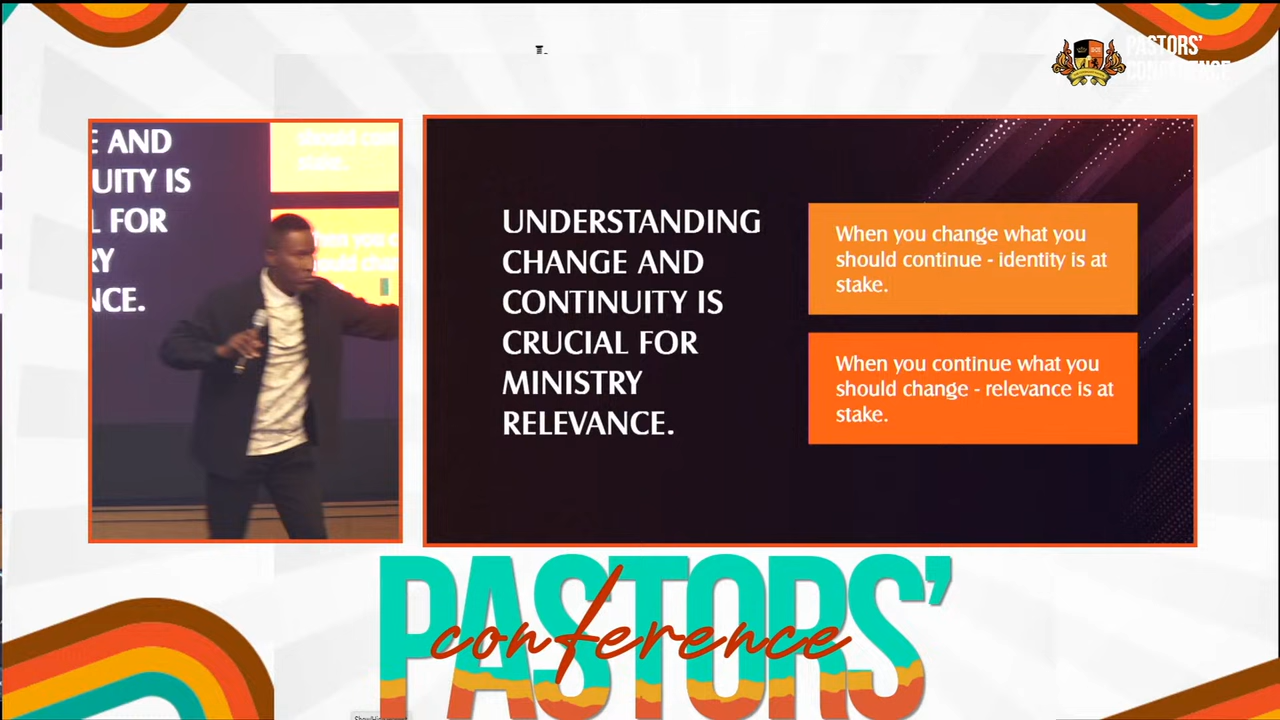 PASTORS'
CONFERENCE
E AND
UITY IS
L FOR
RY
NCE.
UNDERSTANDING
CHANGE AND
CONTINUITY IS
CRUCIAL FOR
MINISTRY
RELEVANCE.
When you change what you
should continue - identity is at
stake.
When you continue what you
should change - relevance is at
stake.
PASTORS'
conference